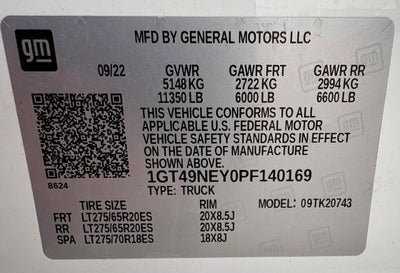 gm
MFD BY GENERAL MOTORS LLC
09/22 GVWR GAWR FRT GAWR RR
5148 KG 2722 KG 2994 KG
11350 LB 6000 LB 6600 LB
THIS VEHICLE CONFORMS TO ALL
APPLICABLE U.S. FEDERAL MOTOR
VEHICLE SAFETY STANDARDS IN EFFECT
ON THE DATE OF MANUFACTURE
SHOWN ABOVE.
8624
1GT49NEY0PF140169
TYPE: TRUCK
MODEL: 09TK20743
TIRE SIZE RIM
FRT LT275/65R20ES 20X8.5J
RR LT275/65R20ES 20X8.5J
SPA LT275/70R18ES 18X8J